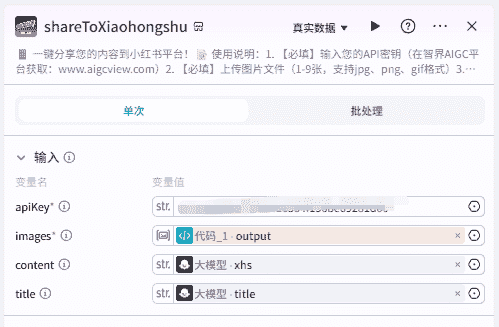 shareToXiaohongshu 真实数据
一键分享您的内容到小红书平台! 使用说明:1.【必填】输入您的API密钥(在智界AIGC平
台获取:www.aigcview.com)2.【必填】上传图片文件(1-9张,支持jpg、png、gif格式)3....
单次 批处理
输入
变量名 变量值
apiKey* str.
images* 代码_1 · output
content str. 大模型 · xhs
title str. 大模型 · title